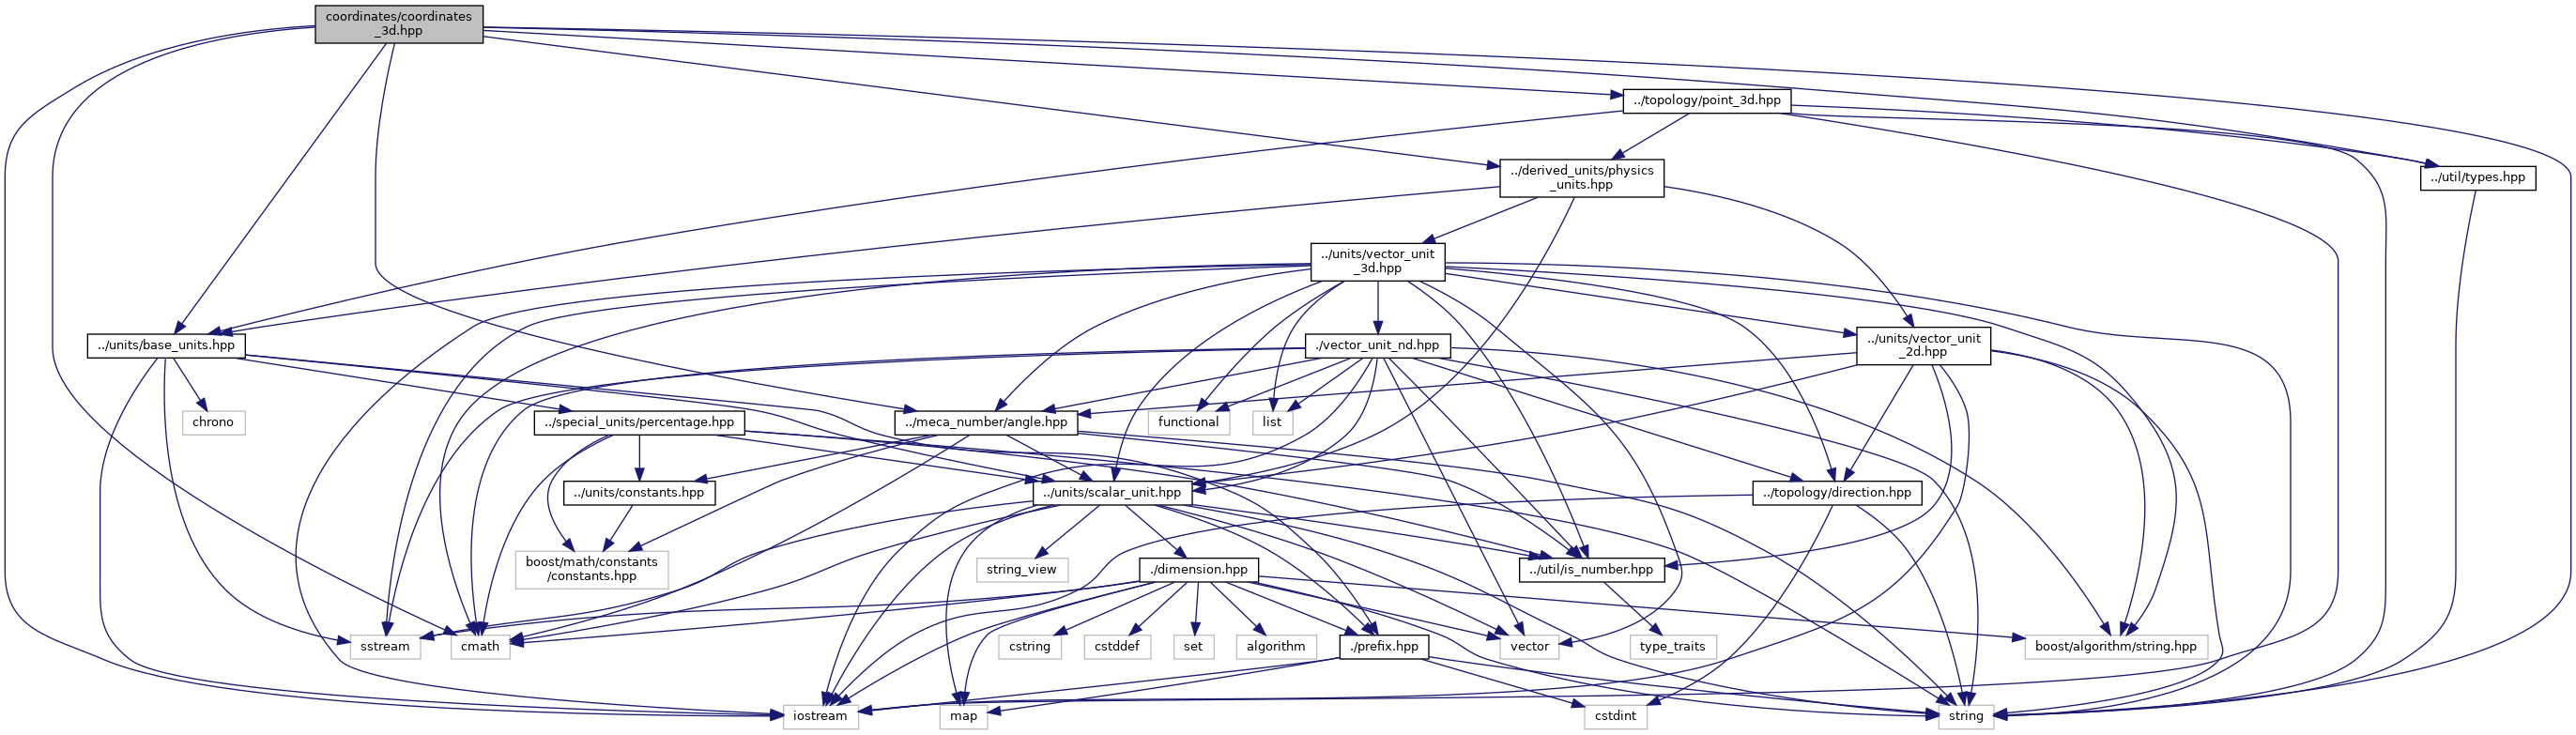 coordinates/coordinates
_3d.hpp
../topology/point_3d.hpp
../derived_units/physics
_units.hpp
../util/types.hpp
../units/vector_unit
_3d.hpp
../units/base_units.hpp
./vector_unit_nd.hpp
../units/vector_unit
_2d.hpp
chrono
../special_units/percentage.hpp
../meca_number/angle.hpp
functional
list
../units/constants.hpp
../units/scalar_unit.hpp
../topology/direction.hpp
boost/math/constants
/constants.hpp
string_view
./dimension.hpp
../util/is_number.hpp
sstream
cmath
cstring
cstddef
set
algorithm
./prefix.hpp
vector
type_traits
boost/algorithm/string.hpp
iostream
map
cstdint
string